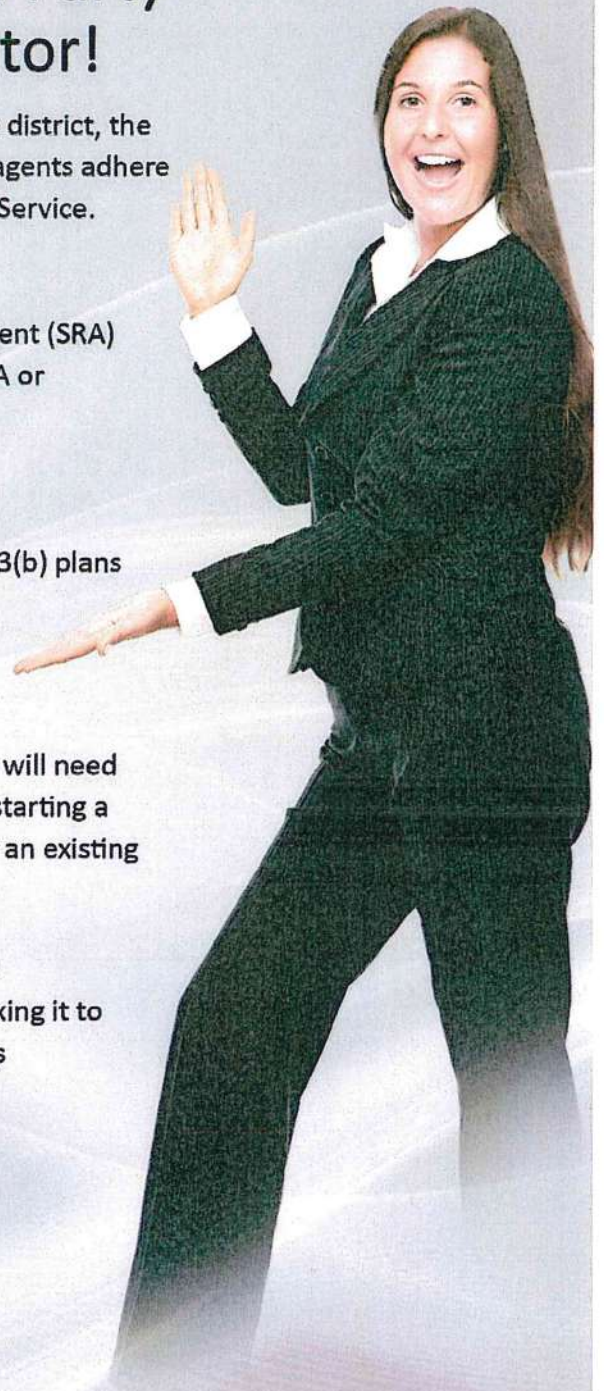 tor!
district, the
agents adhere
Service.
ent (SRA)
A or
3(b) plans
will need
starting a
an existing
king it to
s